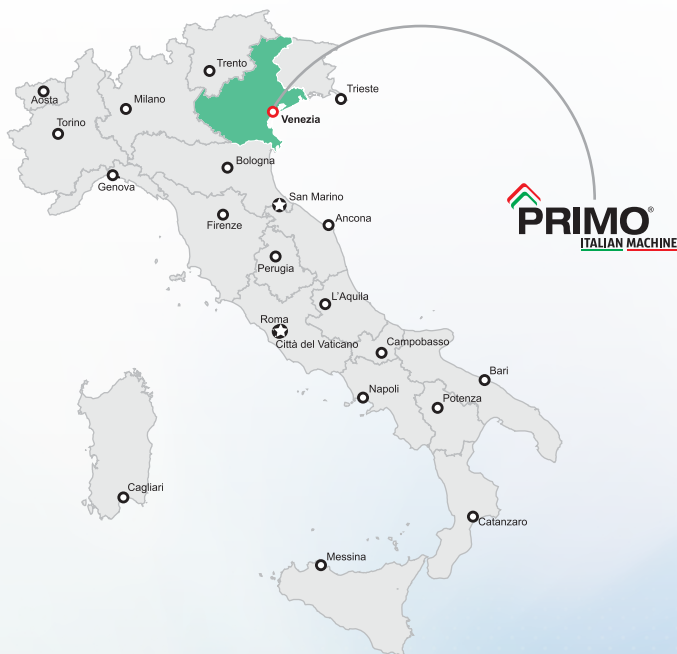 Trento
Aosta
Milano
Trieste
Torino
Venezia
Bologna
Genova
San Marino
PRIMO®
ITALIAN MACHINE
Firenze
Ancona
Perugia
L'Aquila
Roma
Città del Vaticano
Campobasso
Bari
Napoli
Potenza
Cagliari
Catanzaro
Messina